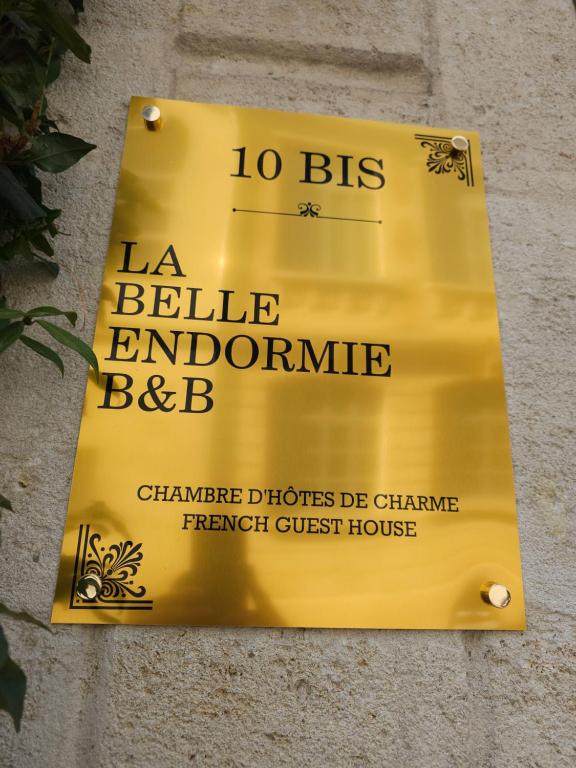 10 BIS
LA
BELLE
ENDORMIE
B&B
CHAMBRE D'HÔTES DE CHARME
FRENCH GUEST HOUSE